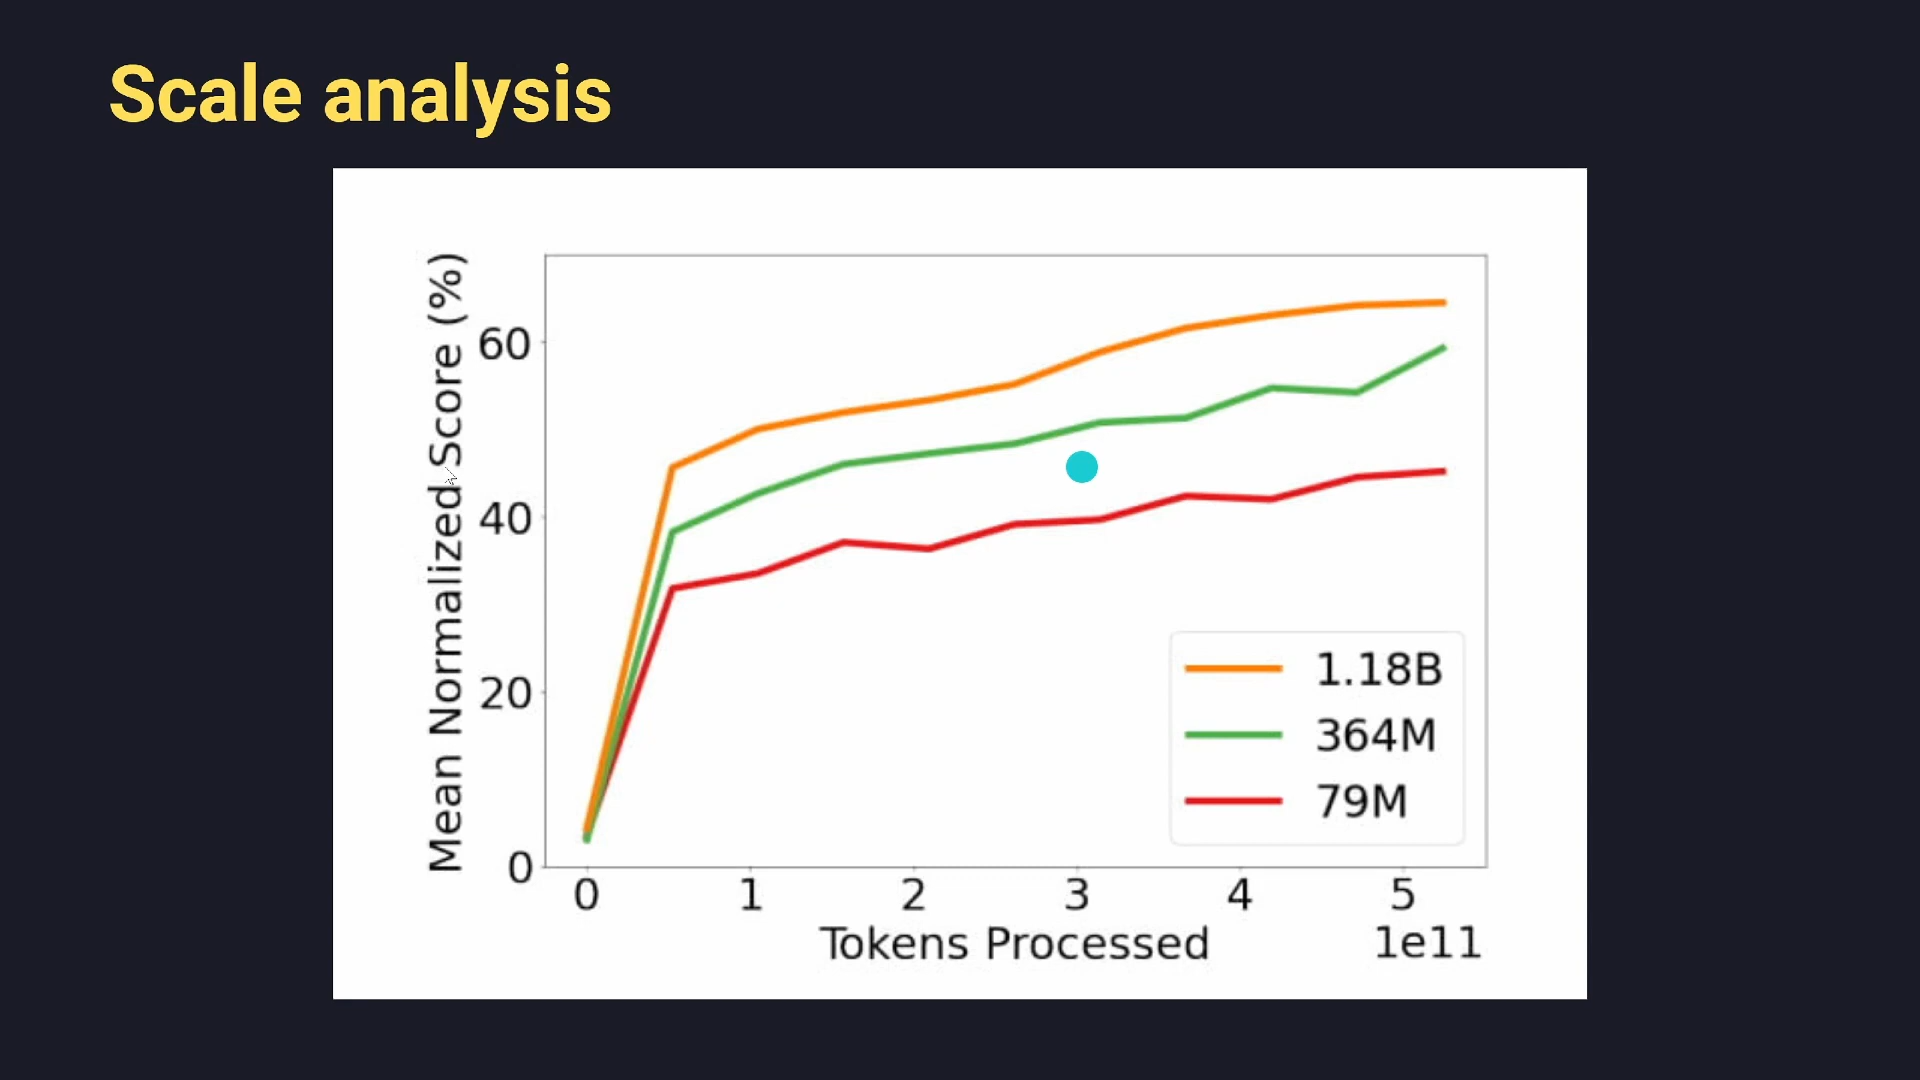 Scale analysis
Mean Normalized Score (%)
60
40
20
0
0 1 2 3 4 5
Tokens Processed
1e11
1.18B
364M
79M